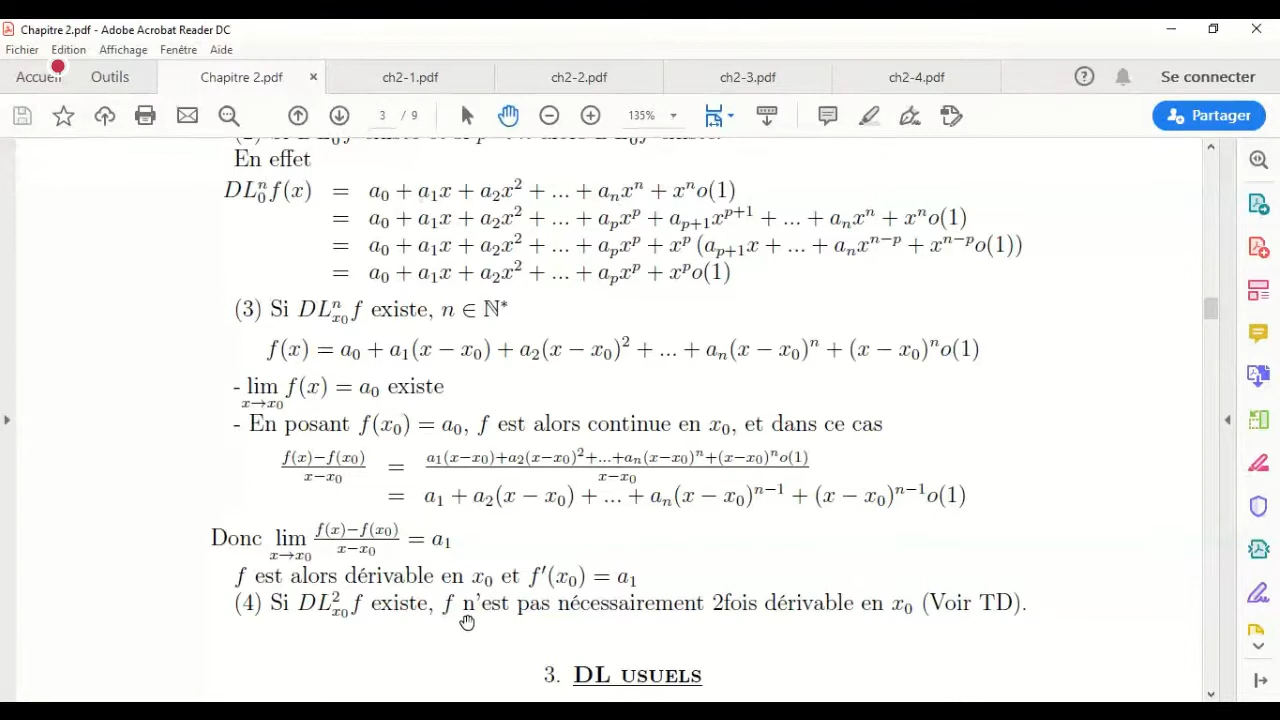 Chapitre 2.pdf - Adobe Acrobat Reader DC
Fichier Edition Affichage Fenêtre Aide
Accueil Outils Chapitre 2.pdf × ch2-1.pdf ch2-2.pdf ch2-3.pdf ch2-4.pdf Se connecter
3 / 9 135% Partager
En effet
DL₀ⁿf(x) = a₀ + a₁x + a₂x² + ... + aₙxⁿ + xⁿo(1)
= a₀ + a₁x + a₂x² + ... + aₚxᵖ + aₚ₊₁xᵖ⁺¹ + ... + aₙxⁿ + xⁿo(1)
= a₀ + a₁x + a₂x² + ... + aₚxᵖ + xᵖ (aₚ₊₁x + ... + aₙxⁿ⁻ᵖ + xⁿ⁻ᵖo(1))
= a₀ + a₁x + a₂x² + ... + aₚxᵖ + xᵖo(1)
(3) Si DLⁿ_{x₀}f existe, n ∈ ℕ*
f(x) = a₀ + a₁(x − x₀) + a₂(x − x₀)² + ... + aₙ(x − x₀)ⁿ + (x − x₀)ⁿo(1)
- lim_{x→x₀} f(x) = a₀ existe
- En posant f(x₀) = a₀, f est alors continue en x₀, et dans ce cas
(f(x)−f(x₀))/(x−x₀) = (a₁(x−x₀)+a₂(x−x₀)²+...+aₙ(x−x₀)ⁿ+(x−x₀)ⁿo(1))/(x−x₀)
= a₁ + a₂(x − x₀) + ... + aₙ(x − x₀)ⁿ⁻¹ + (x − x₀)ⁿ⁻¹o(1)
Donc lim_{x→x₀} (f(x)−f(x₀))/(x−x₀) = a₁
f est alors dérivable en x₀ et f′(x₀) = a₁
(4) Si DL²_{x₀}f existe, f n'est pas nécessairement 2fois dérivable en x₀ (Voir TD).
3. DL USUELS